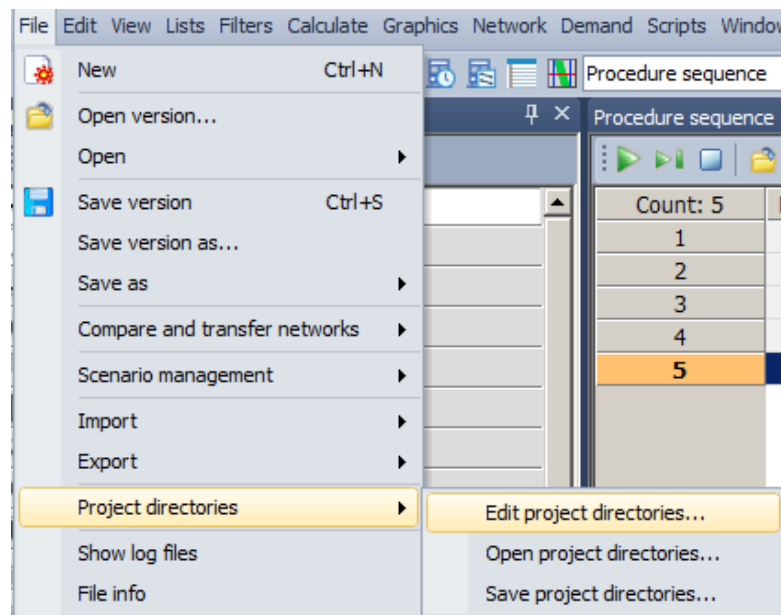 File Edit View Lists Filters Calculate Graphics Network Demand Scripts Window
New Ctrl+N
Procedure sequence
Open version...
Procedure sequence
Open
Save version Ctrl+S
Count: 5
Save version as...
1
2
Save as
3
Compare and transfer networks
4
Scenario management
5
Import
Export
Project directories
Edit project directories...
Show log files
Open project directories...
File info
Save project directories...